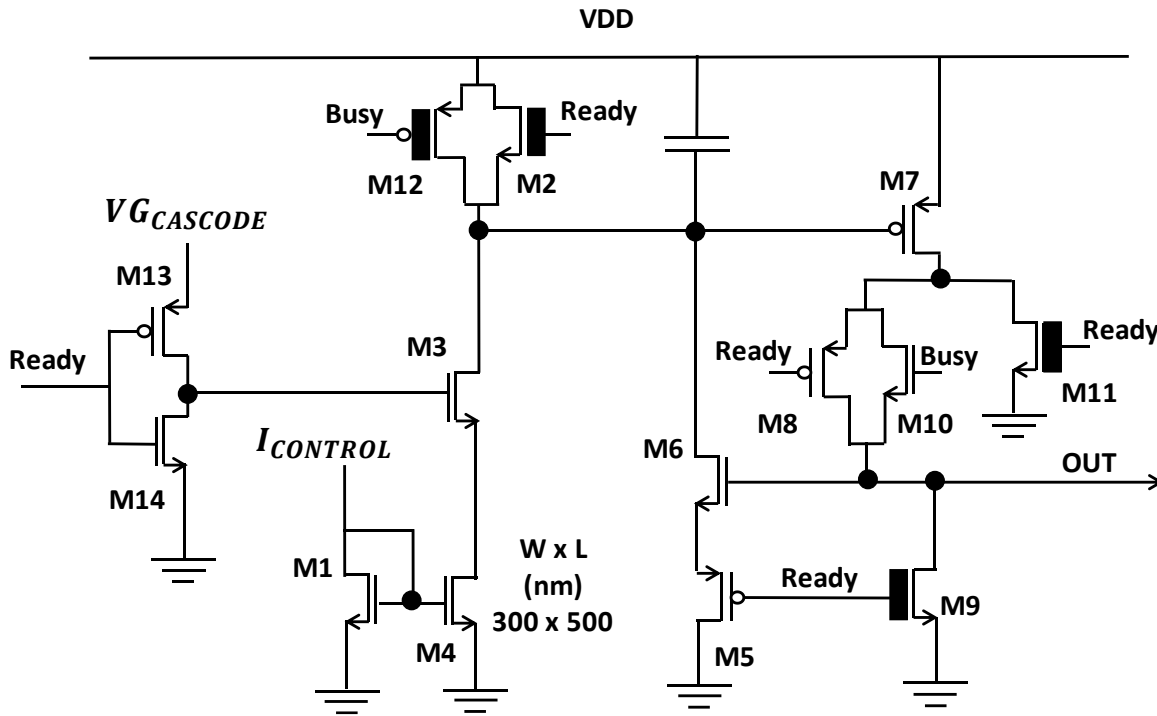 VDD
Busy
Ready
M12
M2
M7
VG_CASCODE
M13
Ready
M3
M14
Ready
Busy
Ready
M8
M10
M11
I_CONTROL
M6
OUT
M1
W x L
(nm)
300 x 500
M4
Ready
M9
M5